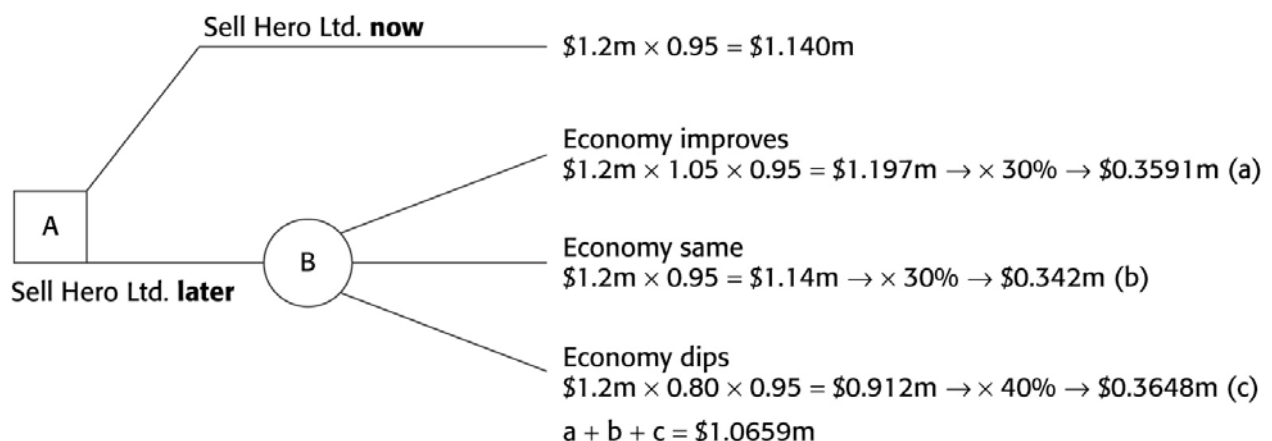 Sell Hero Ltd. now
$1.2m × 0.95 = $1.140m
Economy improves
$1.2m × 1.05 × 0.95 = $1.197m → × 30% → $0.3591m (a)
A
B
Economy same
$1.2m × 0.95 = $1.14m → × 30% → $0.342m (b)
Sell Hero Ltd. later
Economy dips
$1.2m × 0.80 × 0.95 = $0.912m → × 40% → $0.3648m (c)
a + b + c = $1.0659m